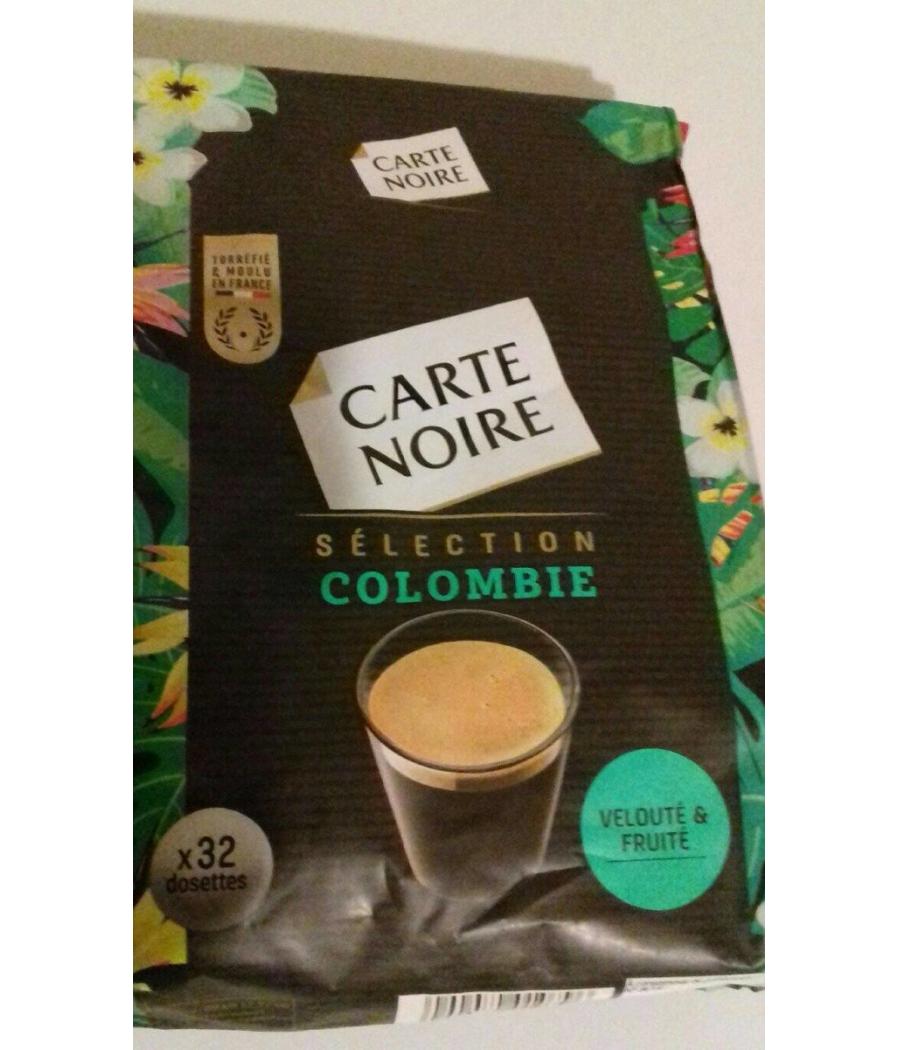 CARTE
NOIRE
TORRÉFIÉ
& MOULU
EN FRANCE
CARTE
NOIRE
SÉLECTION
COLOMBIE
VELOUTÉ &
FRUITÉ
x32
dosettes